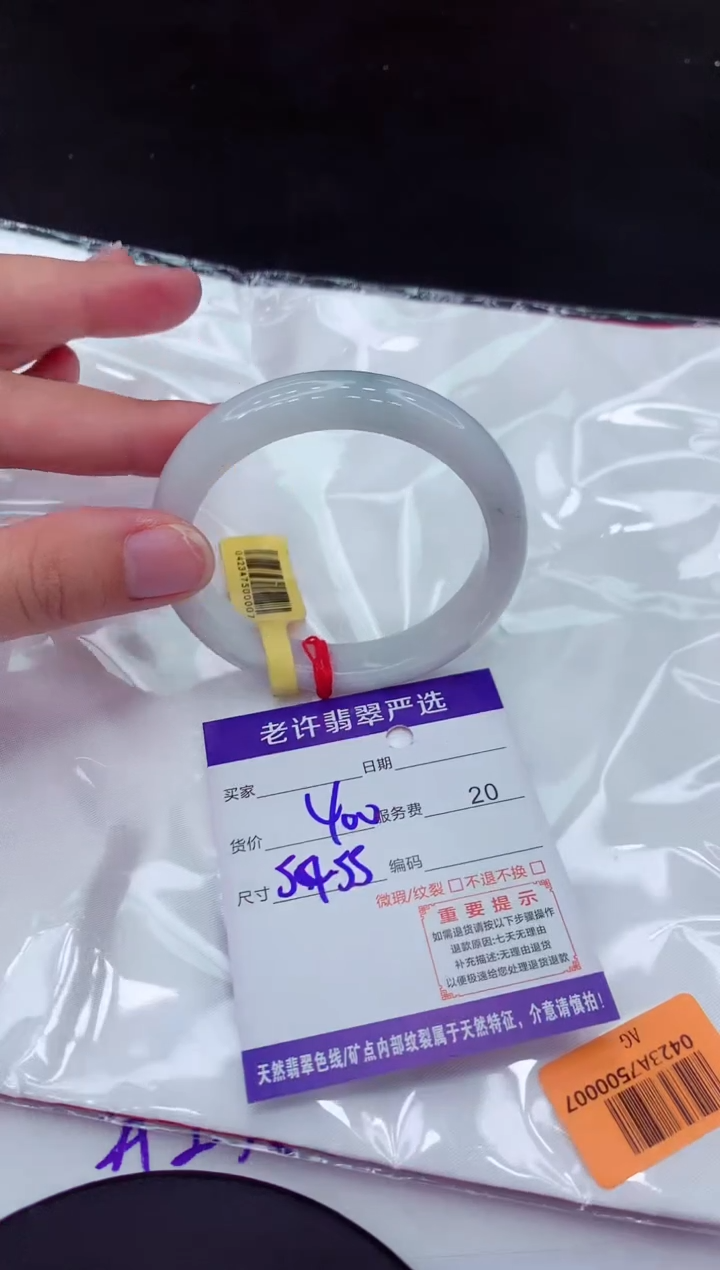 0423A7500007
老许翡翠严选
买家 日期
货价 400 服务费 20
尺寸 54-55 编码
微瑕/纹裂 □不退不换 □
重要提示
如需退货请按以下步骤操作
退款原因:七天无理由
补充描述:无理由退货
以便极速给您处理退货退款
天然翡翠色线/矿点内部纹裂属于天然特征，介意请慎拍！
AG
0423A7500007